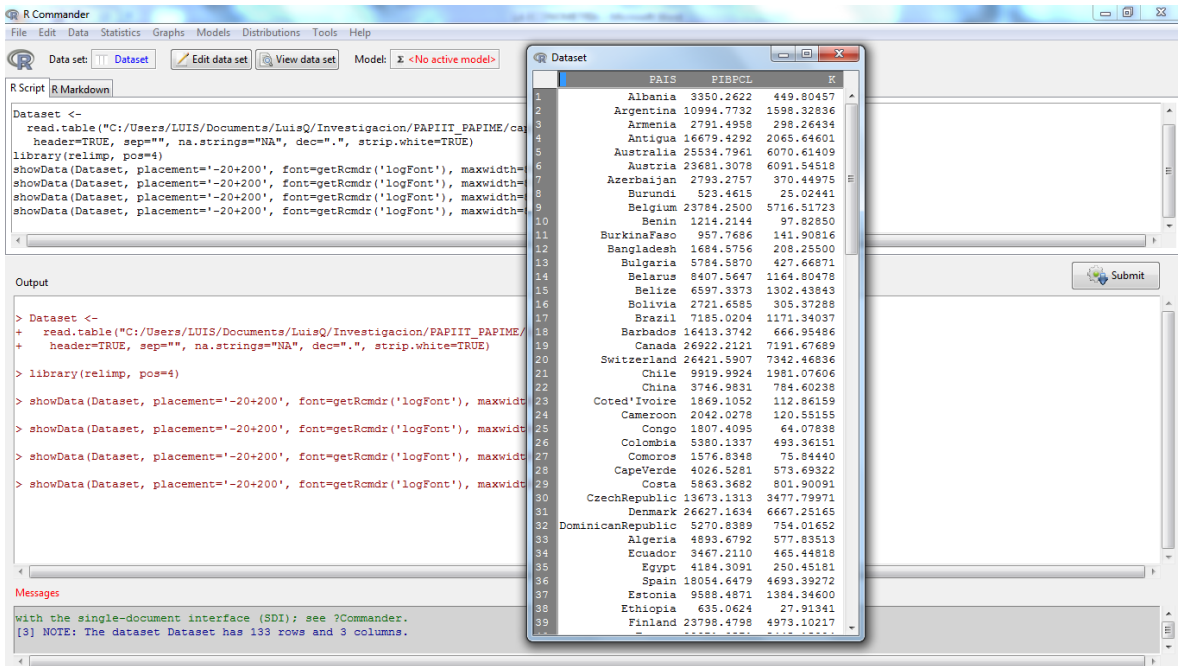 R Commander
File Edit Data Statistics Graphs Models Distributions Tools Help
Data set: Dataset Edit data set View data set Model: Σ <No active model>
R Script R Markdown
Dataset <-
read.table("C:/Users/LUIS/Documents/LuisQ/Investigacion/PAPIIT_PAPIME/cap
header=TRUE, sep="", na.strings="NA", dec=".", strip.white=TRUE)
library(relimp, pos=4)
showData(Dataset, placement='-20+200', font=getRcmdr('logFont'), maxwidth=
showData(Dataset, placement='-20+200', font=getRcmdr('logFont'), maxwidth=
showData(Dataset, placement='-20+200', font=getRcmdr('logFont'), maxwidth=
showData(Dataset, placement='-20+200', font=getRcmdr('logFont'), maxwidth=
Output
Submit
> Dataset <-
+ read.table("C:/Users/LUIS/Documents/LuisQ/Investigacion/PAPIIT_PAPIME/
+ header=TRUE, sep="", na.strings="NA", dec=".", strip.white=TRUE)
> library(relimp, pos=4)
> showData(Dataset, placement='-20+200', font=getRcmdr('logFont'), maxwidt
> showData(Dataset, placement='-20+200', font=getRcmdr('logFont'), maxwidt
> showData(Dataset, placement='-20+200', font=getRcmdr('logFont'), maxwidt
> showData(Dataset, placement='-20+200', font=getRcmdr('logFont'), maxwidt
Messages
with the single-document interface (SDI); see ?Commander.
[3] NOTE: The dataset Dataset has 133 rows and 3 columns.
Dataset
PAIS PIBPCL K
1 Albania 3350.2622 449.80457
2 Argentina 10994.7732 1598.32836
3 Armenia 2791.4958 298.26434
4 Antigua 16679.4292 2065.64601
5 Australia 25534.7961 6070.61409
6 Austria 23681.3078 6091.54518
7 Azerbaijan 2793.2757 370.44975
8 Burundi 523.4615 25.02441
9 Belgium 23784.2500 5716.51723
10 Benin 1214.2144 97.82850
11 BurkinaFaso 957.7686 141.90816
12 Bangladesh 1684.5756 208.25500
13 Bulgaria 5784.5870 427.66871
14 Belarus 8407.5647 1164.80478
15 Belize 6597.3373 1302.43843
16 Bolivia 2721.6585 305.37288
17 Brazil 7185.0204 1171.34037
18 Barbados 16413.3742 666.95486
19 Canada 26922.2121 7191.67689
20 Switzerland 26421.5907 7342.46836
21 Chile 9919.9924 1981.07606
22 China 3746.9831 784.60238
23 Coted'Ivoire 1869.1052 112.86159
24 Cameroon 2042.0278 120.55155
25 Congo 1807.4095 64.07838
26 Colombia 5380.1337 493.36151
27 Comoros 1576.8348 75.84440
28 CapeVerde 4026.5281 573.69322
29 Costa 5863.3682 801.90091
30 CzechRepublic 13673.1313 3477.79971
31 Denmark 26627.1634 6667.25165
32 DominicanRepublic 5270.8389 754.01652
33 Algeria 4893.6792 577.83513
34 Ecuador 3467.2110 465.44818
35 Egypt 4184.3091 250.45181
36 Spain 18054.6479 4693.39272
37 Estonia 9588.4871 1384.34600
38 Ethiopia 635.0624 27.91341
39 Finland 23798.4798 4973.10217